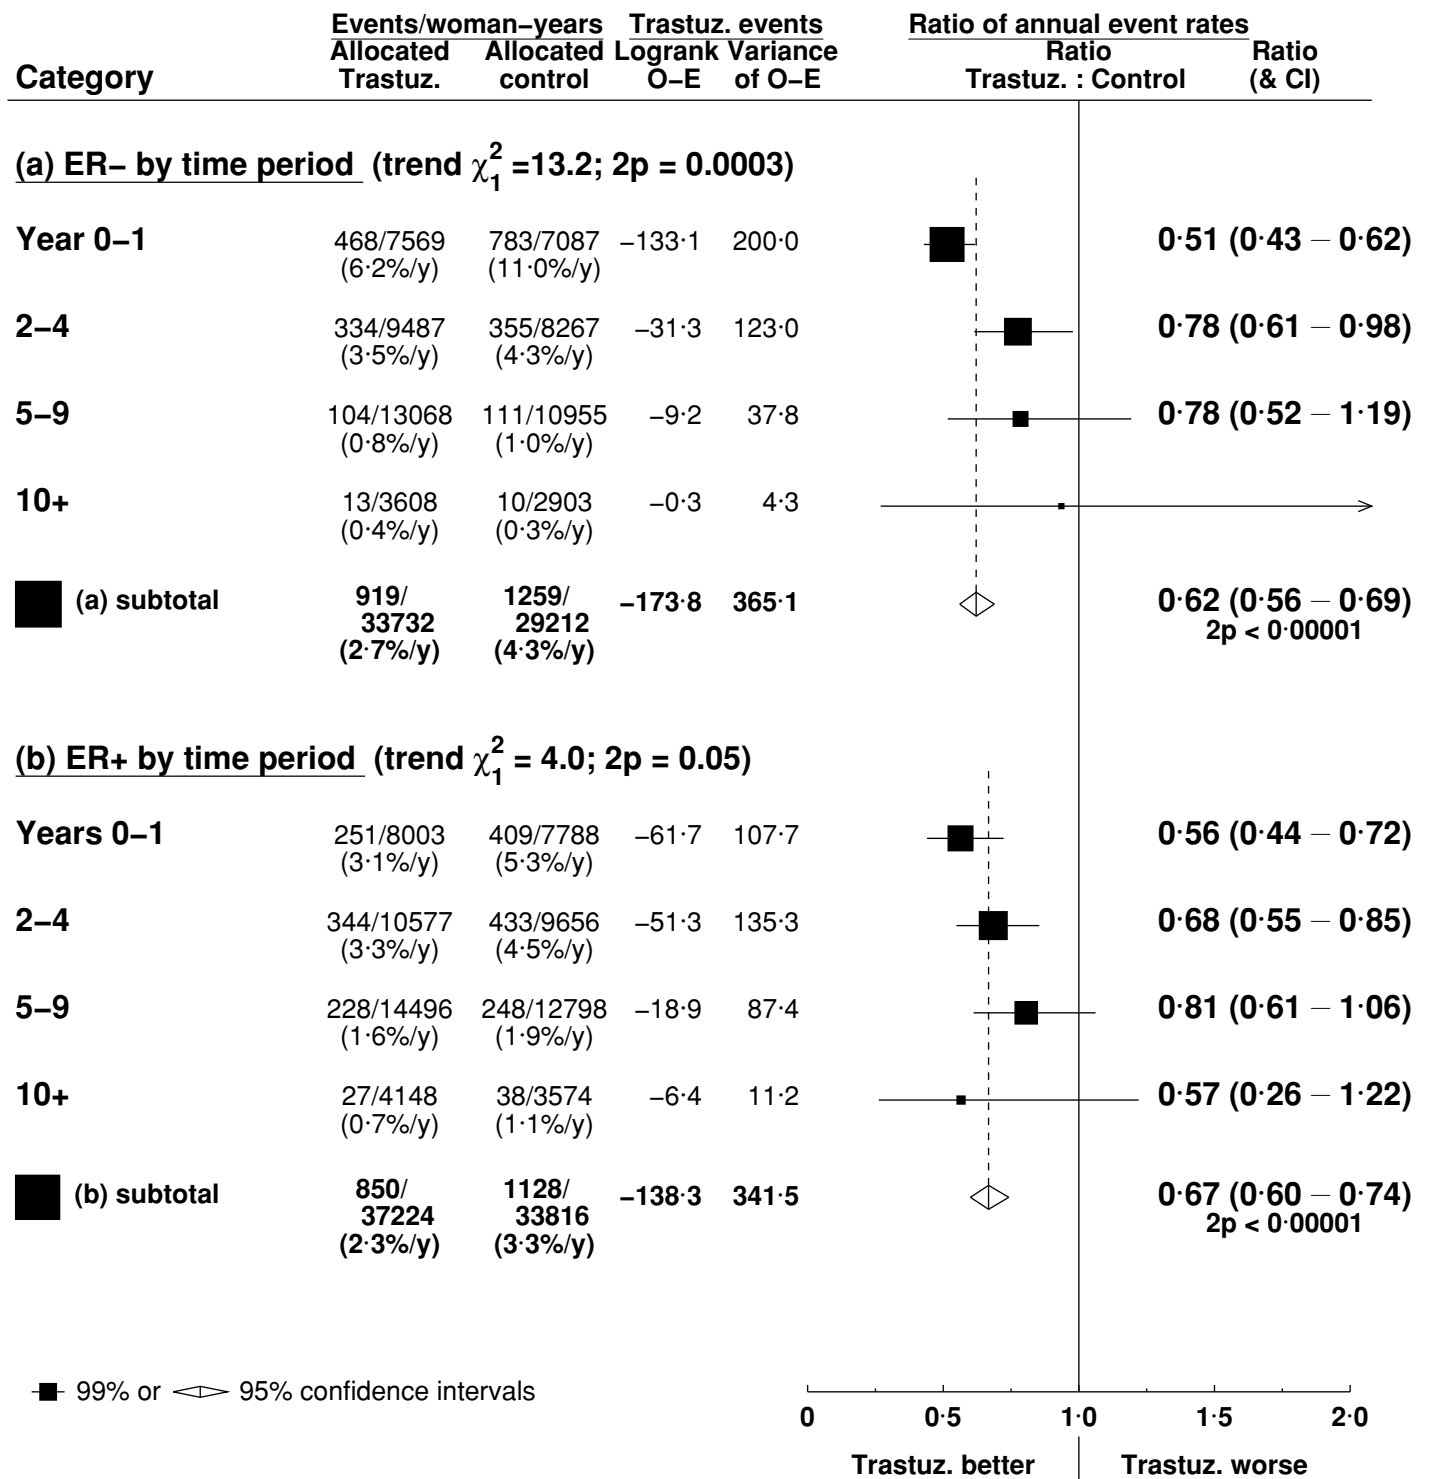 Events/woman−years Trastuz. events Ratio of annual event rates
Allocated Allocated Logrank Variance Ratio Ratio
Category Trastuz. control O−E of O−E Trastuz. : Control (& CI)
(a) ER− by time period (trend χ²₁ =13.2; 2p = 0.0003)
Year 0−1 468/7569 783/7087 −133·1 200·0 0·51 (0·43 − 0·62)
(6·2%/y) (11·0%/y)
2−4 334/9487 355/8267 −31·3 123·0 0·78 (0·61 − 0·98)
(3·5%/y) (4·3%/y)
5−9 104/13068 111/10955 −9·2 37·8 0·78 (0·52 − 1·19)
(0·8%/y) (1·0%/y)
10+ 13/3608 10/2903 −0·3 4·3
(0·4%/y) (0·3%/y)
(a) subtotal 919/ 1259/ −173·8 365·1 0·62 (0·56 − 0·69)
33732 29212 2p < 0·00001
(2·7%/y) (4·3%/y)
(b) ER+ by time period (trend χ²₁ = 4.0; 2p = 0.05)
Years 0−1 251/8003 409/7788 −61·7 107·7 0·56 (0·44 − 0·72)
(3·1%/y) (5·3%/y)
2−4 344/10577 433/9656 −51·3 135·3 0·68 (0·55 − 0·85)
(3·3%/y) (4·5%/y)
5−9 228/14496 248/12798 −18·9 87·4 0·81 (0·61 − 1·06)
(1·6%/y) (1·9%/y)
10+ 27/4148 38/3574 −6·4 11·2 0·57 (0·26 − 1·22)
(0·7%/y) (1·1%/y)
(b) subtotal 850/ 1128/ −138·3 341·5 0·67 (0·60 − 0·74)
37224 33816 2p < 0·00001
(2·3%/y) (3·3%/y)
99% or 95% confidence intervals
0 0·5 1·0 1·5 2·0
Trastuz. better Trastuz. worse